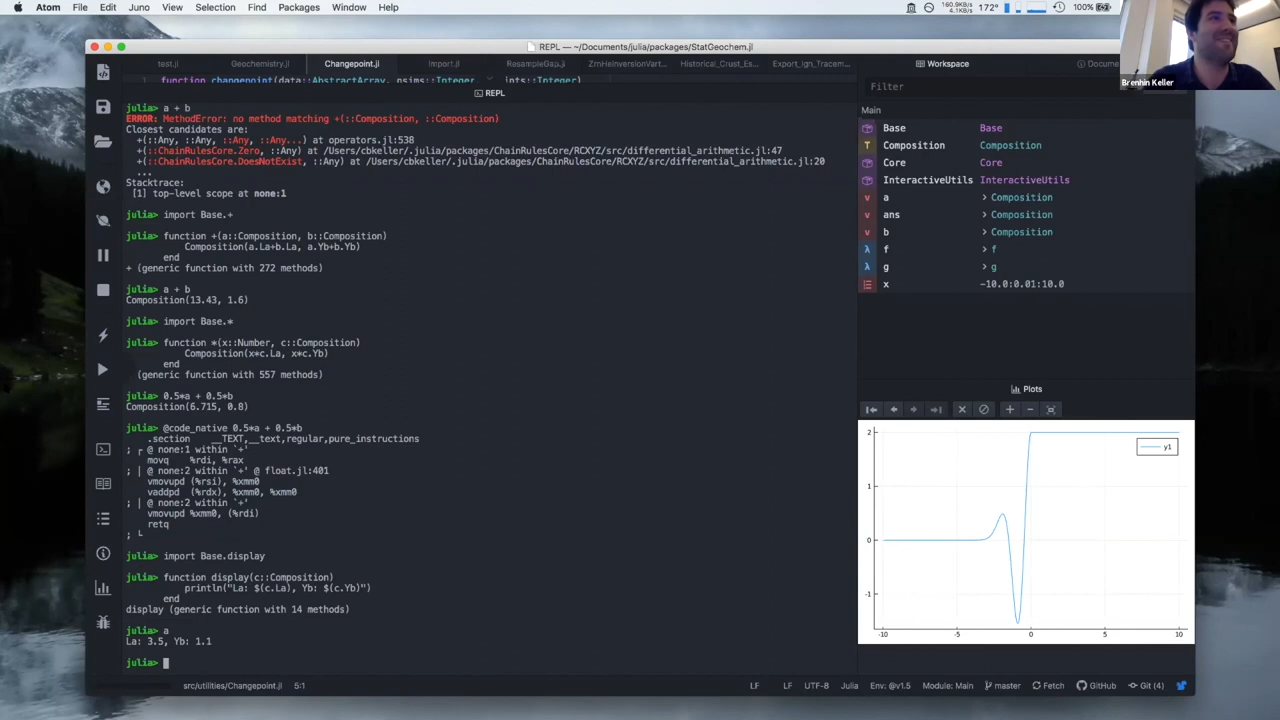 Atom File Edit Juno View Selection Find Packages Window Help
160.9KB/s
4.1KB/s
172° 100%
Brenhin Keller
REPL — ~/Documents/julia/packages/StatGeochem.jl
test.jl Geochemistry.jl Changepoint.jl Import.jl ResampleGap.jl ZrnHeInversionVart... Historical_Crust_Es... Export_Ign_Tracem...
REPL
julia> a + b
ERROR: MethodError: no method matching +(::Composition, ::Composition)
Closest candidates are:
+(::Any, ::Any, ::Any, ::Any...) at operators.jl:538
+(::ChainRulesCore.Zero, ::Any) at /Users/cbkeller/.julia/packages/ChainRulesCore/RCXYZ/src/differential_arithmetic.jl:47
+(::ChainRulesCore.DoesNotExist, ::Any) at /Users/cbkeller/.julia/packages/ChainRulesCore/RCXYZ/src/differential_arithmetic.jl:20
...
Stacktrace:
[1] top-level scope at none:1
julia> import Base.+
julia> function +(a::Composition, b::Composition)
Composition(a.La+b.La, a.Yb+b.Yb)
end
+ (generic function with 272 methods)
julia> a + b
Composition(13.43, 1.6)
julia> import Base.*
julia> function *(x::Number, c::Composition)
Composition(x*c.La, x*c.Yb)
end
(generic function with 557 methods)
julia> 0.5*a + 0.5*b
Composition(6.715, 0.8)
julia> @code_native 0.5*a + 0.5*b
.section __TEXT,__text,regular,pure_instructions
; ┌ @ none:1 within `+'
movq %rdi, %rax
; │ @ none:2 within `+' @ float.jl:401
vmovupd (%rsi), %xmm0
vaddpd (%rdx), %xmm0, %xmm0
; │ @ none:2 within `+'
vmovupd %xmm0, (%rdi)
retq
; └
julia> import Base.display
julia> function display(c::Composition)
println("La: $(c.La), Yb: $(c.Yb)")
end
display (generic function with 14 methods)
julia> a
La: 3.5, Yb: 1.1
julia>
Workspace
Docume
Filter
Main
Base Base
Composition Composition
Core Core
InteractiveUtils InteractiveUtils
a > Composition
ans > Composition
b > Composition
f > f
g > g
x -10.0:0.01:10.0
Plots
y1
2
1
0
-1
-10 -5 0 5 10
src/utilities/Changepoint.jl 5:1 LF LF UTF-8 Julia Env: @v1.5 Module: Main master Fetch GitHub Git (4)